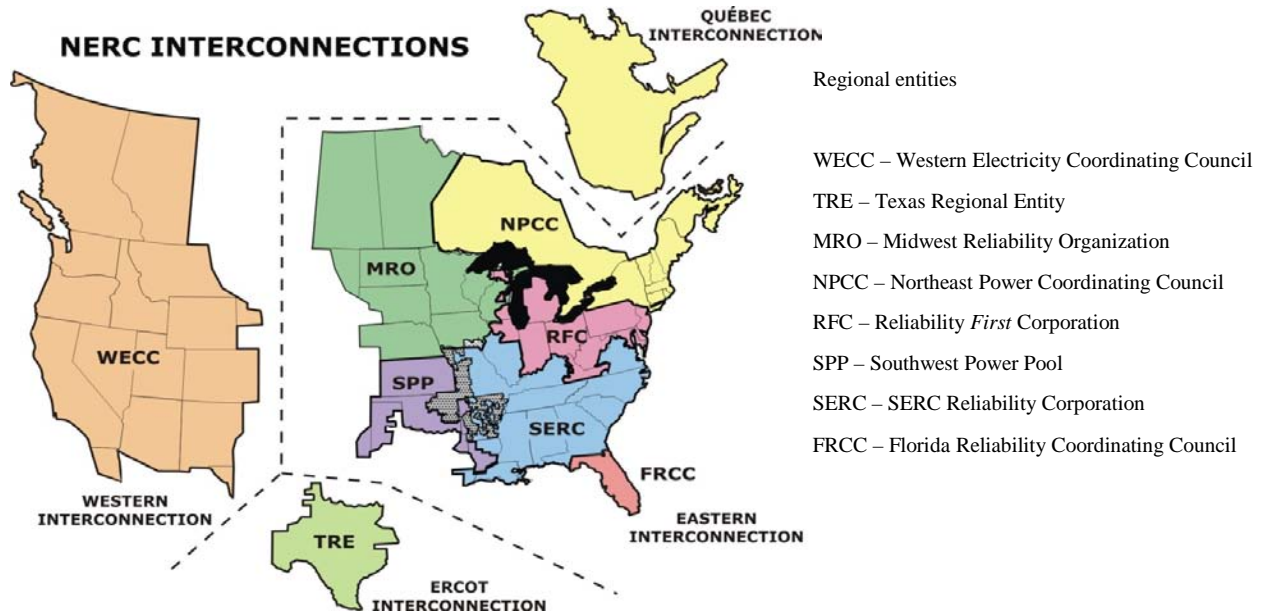 NERC INTERCONNECTIONS
QUÉBEC
INTERCONNECTION
NPCC
MRO
WECC
RFC
SPP
SERC
FRCC
WESTERN
INTERCONNECTION
EASTERN
INTERCONNECTION
TRE
ERCOT
INTERCONNECTION
Regional entities
WECC – Western Electricity Coordinating Council
TRE – Texas Regional Entity
MRO – Midwest Reliability Organization
NPCC – Northeast Power Coordinating Council
RFC – Reliability First Corporation
SPP – Southwest Power Pool
SERC – SERC Reliability Corporation
FRCC – Florida Reliability Coordinating Council